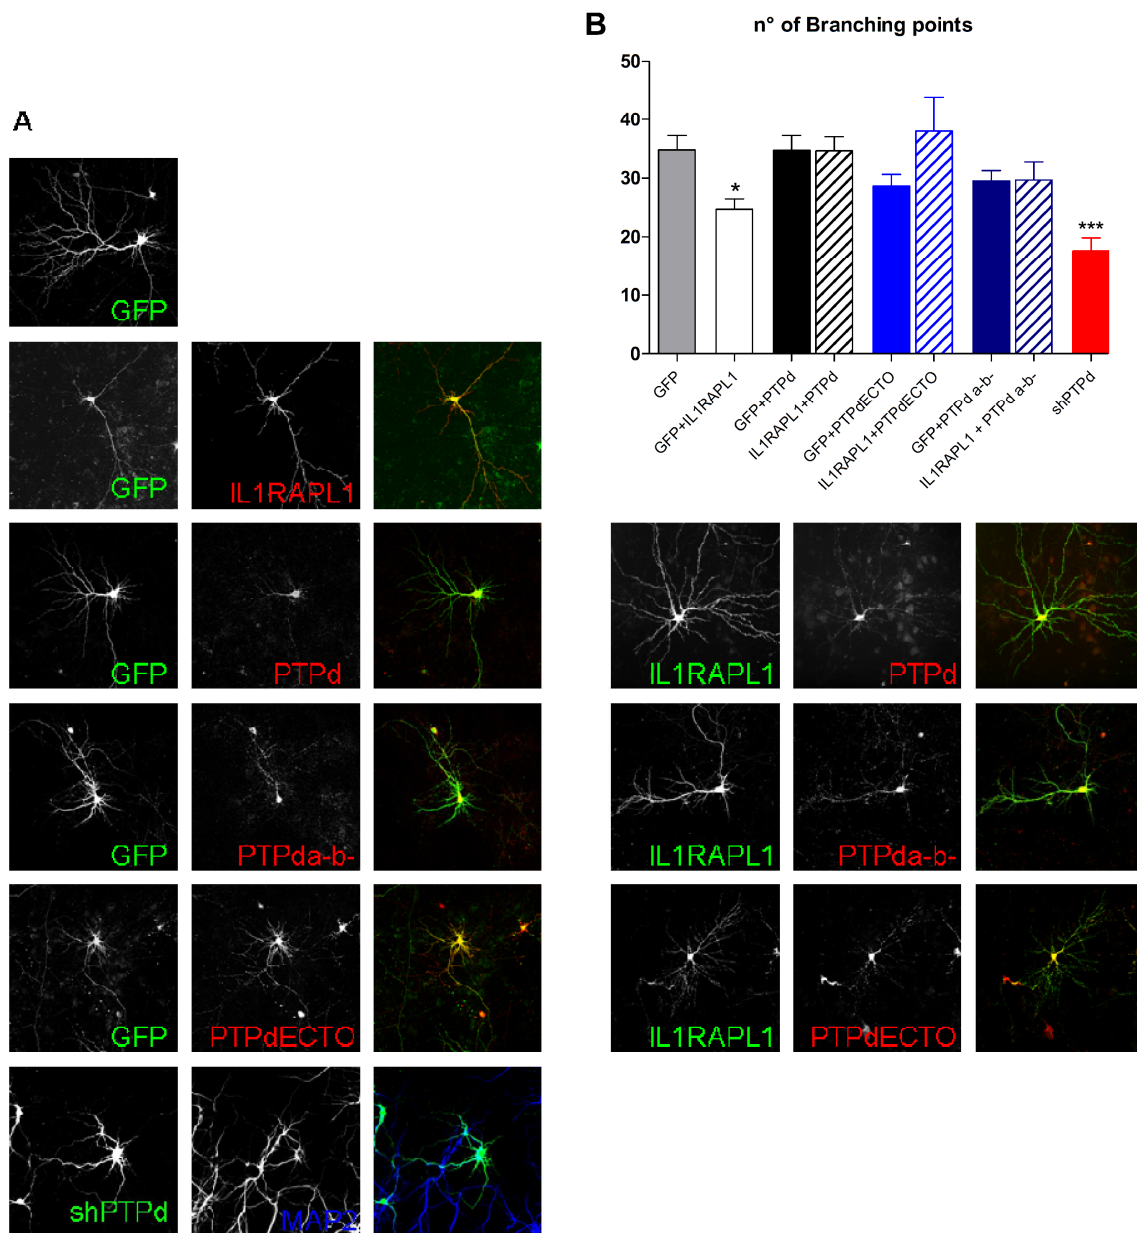 A
GFP
GFP
IL1RAPL1
GFP
PTPd
GFP
PTPda-b-
GFP
PTPdECTO
shPTPd
MAP2
B
n° of Branching points
50
40
30
20
10
0
*
***
GFP
GFP+IL1RAPL1
GFP+PTPd
IL1RAPL1+PTPd
GFP+PTPdECTO
IL1RAPL1+PTPdECTO
GFP+PTPd a-b-
IL1RAPL1 + PTPd a-b-
shPTPd
IL1RAPL1
PTPd
IL1RAPL1
PTPda-b-
IL1RAPL1
PTPdECTO